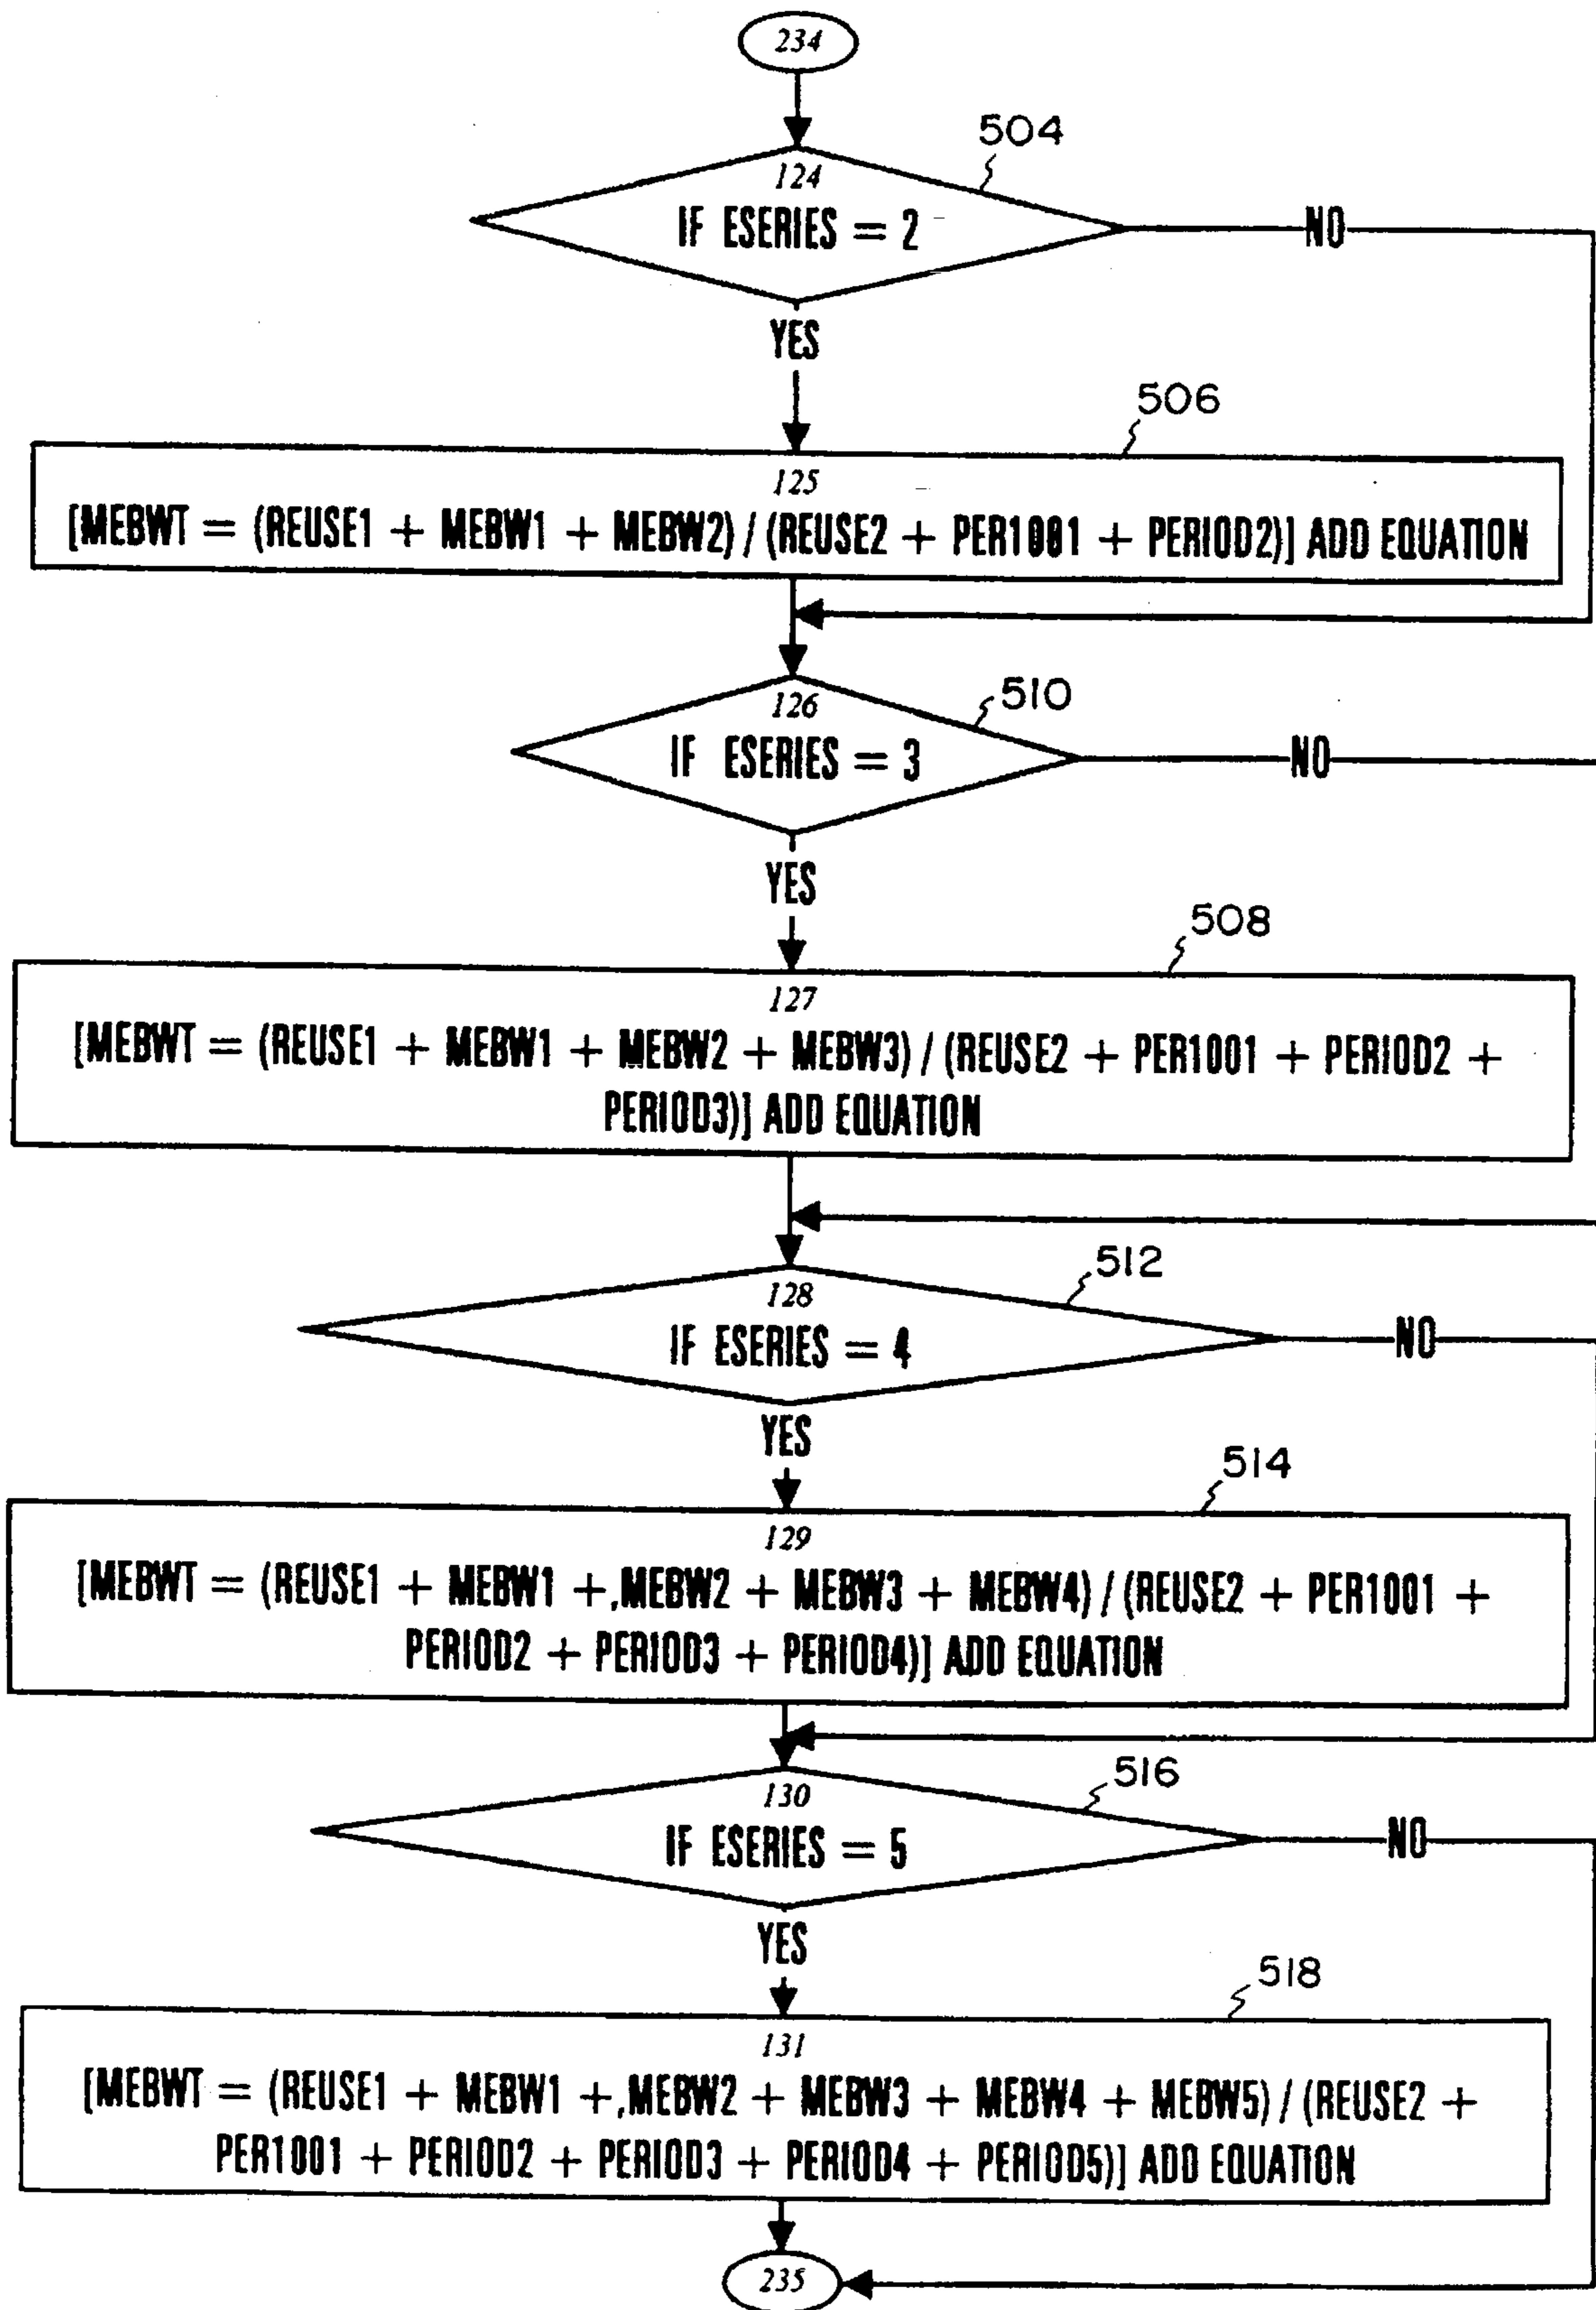 234
504
124
IF ESERIES = 2
NO
YES
506
125
[MEBWT = (REUSE1 + MEBW1 + MEBW2) / (REUSE2 + PER1001 + PERIOD2)] ADD EQUATION
126
510
IF ESERIES = 3
NO
YES
508
127
[MEBWT = (REUSE1 + MEBW1 + MEBW2 + MEBW3) / (REUSE2 + PER1001 + PERIOD2 +
PERIOD3)] ADD EQUATION
512
128
IF ESERIES = 4
NO
YES
514
129
[MEBWT = (REUSE1 + MEBW1 +,MEBW2 + MEBW3 + MEBW4) / (REUSE2 + PER1001 +
PERIOD2 + PERIOD3 + PERIOD4)] ADD EQUATION
516
130
IF ESERIES = 5
NO
YES
518
131
[MEBWT = (REUSE1 + MEBW1 +,MEBW2 + MEBW3 + MEBW4 + MEBW5) / (REUSE2 +
PER1001 + PERIOD2 + PERIOD3 + PERIOD4 + PERIOD5)] ADD EQUATION
235